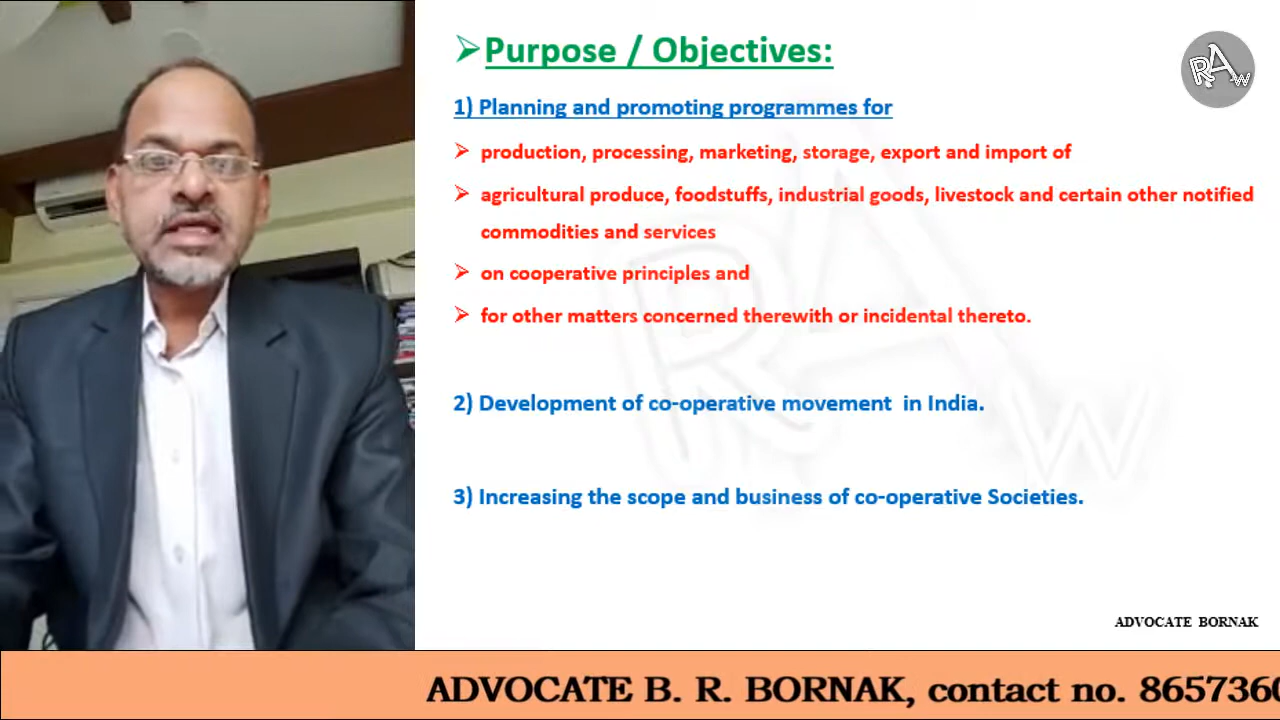 Purpose / Objectives:
1) Planning and promoting programmes for
production, processing, marketing, storage, export and import of
agricultural produce, foodstuffs, industrial goods, livestock and certain other notified
commodities and services
on cooperative principles and
for other matters concerned therewith or incidental thereto.
2) Development of co-operative movement in India.
3) Increasing the scope and business of co-operative Societies.
ADVOCATE BORNAK
ADVOCATE B. R. BORNAK, contact no. 865736